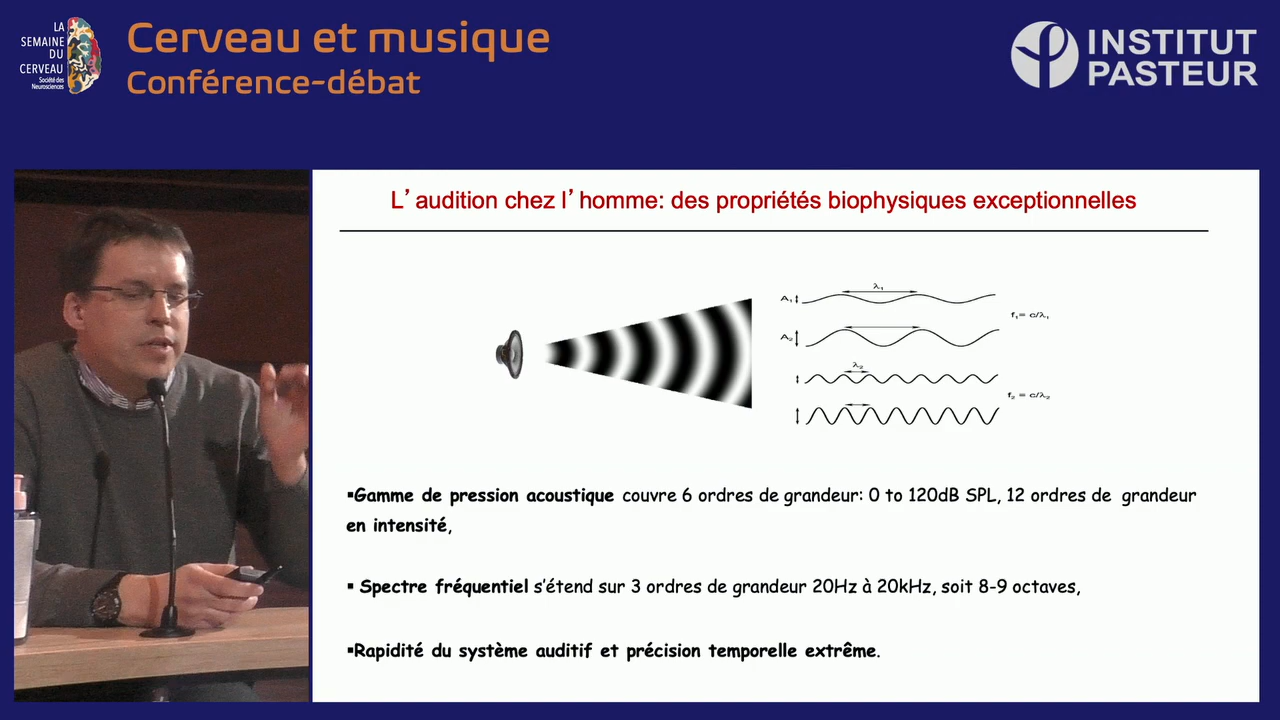 LA
SEMAINE
DU
CERVEAU
Société des
Neurosciences
Cerveau et musique
Conférence-débat
INSTITUT
PASTEUR
L’ audition chez l’ homme: des propriétés biophysiques exceptionnelles
λ₁
A₁
f₁= c/λ₁
A₂
λ₂
f₂ = c/λ₂
▪Gamme de pression acoustique couvre 6 ordres de grandeur: 0 to 120dB SPL, 12 ordres de grandeur
en intensité,
▪ Spectre fréquentiel s’étend sur 3 ordres de grandeur 20Hz à 20kHz, soit 8-9 octaves,
▪Rapidité du système auditif et précision temporelle extrême.